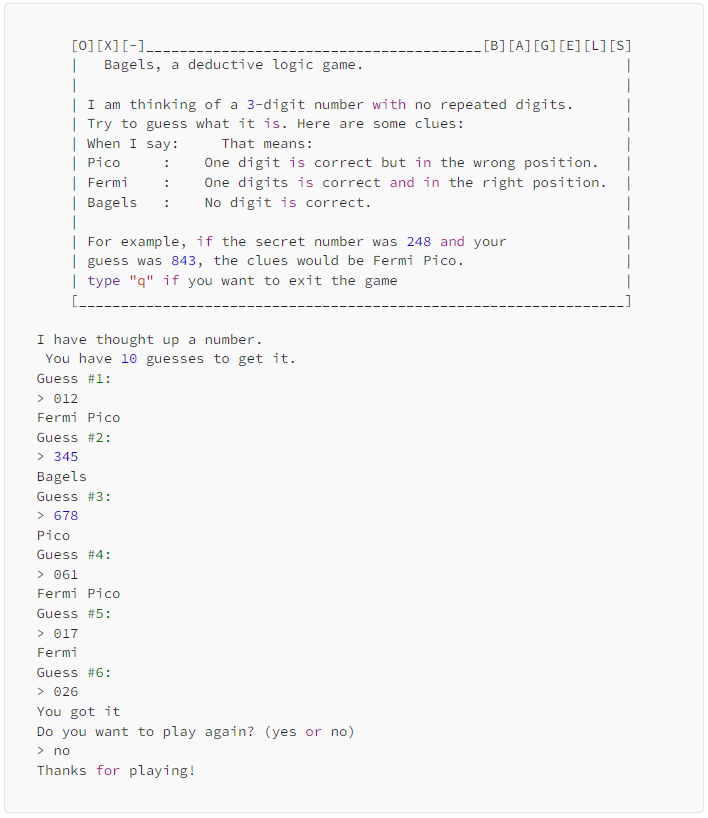 [O][X][-]________________________________________[B][A][G][E][L][S]
|   Bagels, a deductive logic game.                               |
|                                                                 |
| I am thinking of a 3-digit number with no repeated digits.      |
| Try to guess what it is. Here are some clues:                   |
| When I say:     That means:                                     |
| Pico     :    One digit is correct but in the wrong position.   |
| Fermi    :    One digits is correct and in the right position.  |
| Bagels   :    No digit is correct.                              |
|                                                                 |
| For example, if the secret number was 248 and your              |
| guess was 843, the clues would be Fermi Pico.                   |
| type "q" if you want to exit the game                           |
[_________________________________________________________________]
I have thought up a number.
You have 10 guesses to get it.
Guess #1:
> 012
Fermi Pico
Guess #2:
> 345
Bagels
Guess #3:
> 678
Pico
Guess #4:
> 061
Fermi Pico
Guess #5:
> 017
Fermi
Guess #6:
> 026
You got it
Do you want to play again? (yes or no)
> no
Thanks for playing!